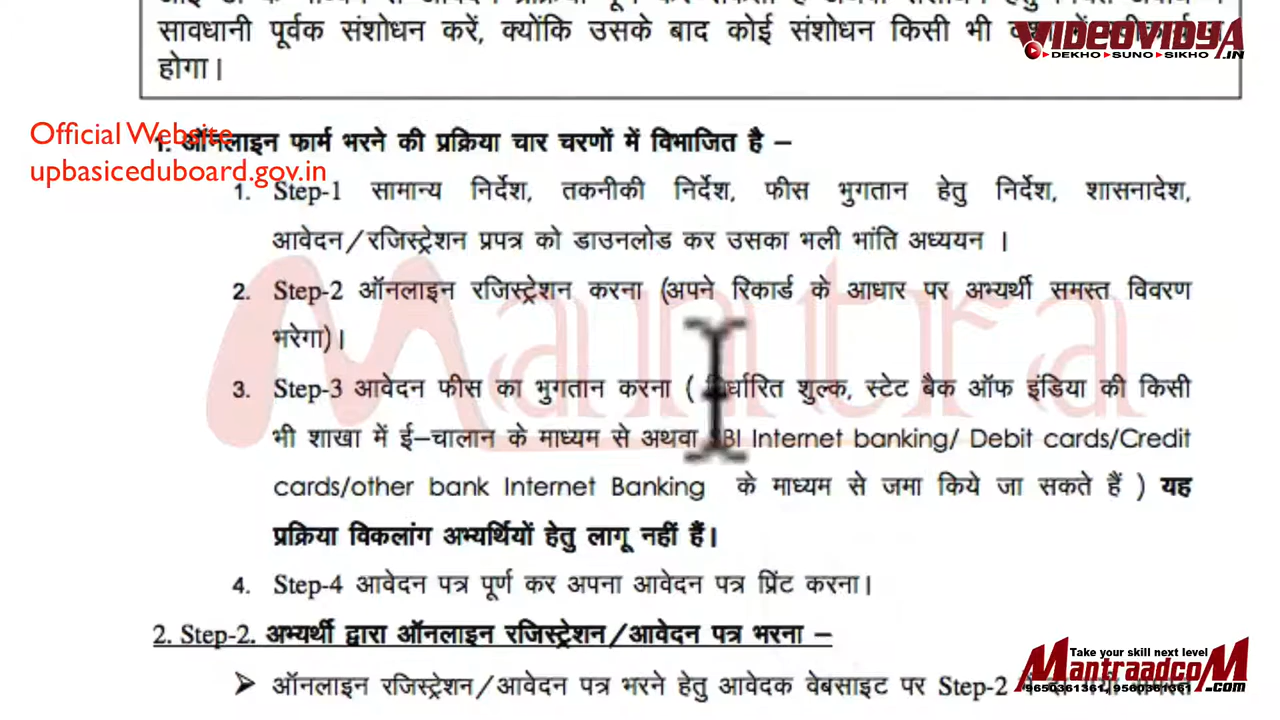 सावधानी पूर्वक संशोधन करें, क्योंकि उसके बाद कोई संशोधन किसी भी
होगा।
VIDEOVIDYA
DEKHO SUNO SIKHO .IN
Official Website
upbasiceduboard.gov.in
1. ऑनलाइन फार्म भरने की प्रक्रिया चार चरणों में विभाजित है –
1. Step-1 सामान्य निर्देश, तकनीकी निर्देश, फीस भुगतान हेतु निर्देश, शासनादेश,
आवेदन/रजिस्ट्रेशन प्रपत्र को डाउनलोड कर उसका भली भांति अध्ययन ।
2. Step-2 ऑनलाइन रजिस्ट्रेशन करना (अपने रिकार्ड के आधार पर अभ्यर्थी समस्त विवरण
भरेगा)।
Mantra
3. Step-3 आवेदन फीस का भुगतान करना ( निर्धारित शुल्क, स्टेट बैक ऑफ इंडिया की किसी
भी शाखा में ई–चालान के माध्यम से अथवा SBI Internet banking/ Debit cards/Credit
cards/other bank Internet Banking के माध्यम से जमा किये जा सकते हैं ) यह
प्रक्रिया विकलांग अभ्यर्थियों हेतु लागू नहीं हैं।
4. Step-4 आवेदन पत्र पूर्ण कर अपना आवेदन पत्र प्रिंट करना।
2. Step-2. अभ्यर्थी द्वारा ऑनलाइन रजिस्ट्रेशन/आवेदन पत्र भरना –
ऑनलाइन रजिस्ट्रेशन/आवेदन पत्र भरने हेतु आवेदक वेबसाइट पर Step-2
Take your skill next level
MantraadcoM
9650361361, 9560361361 .com